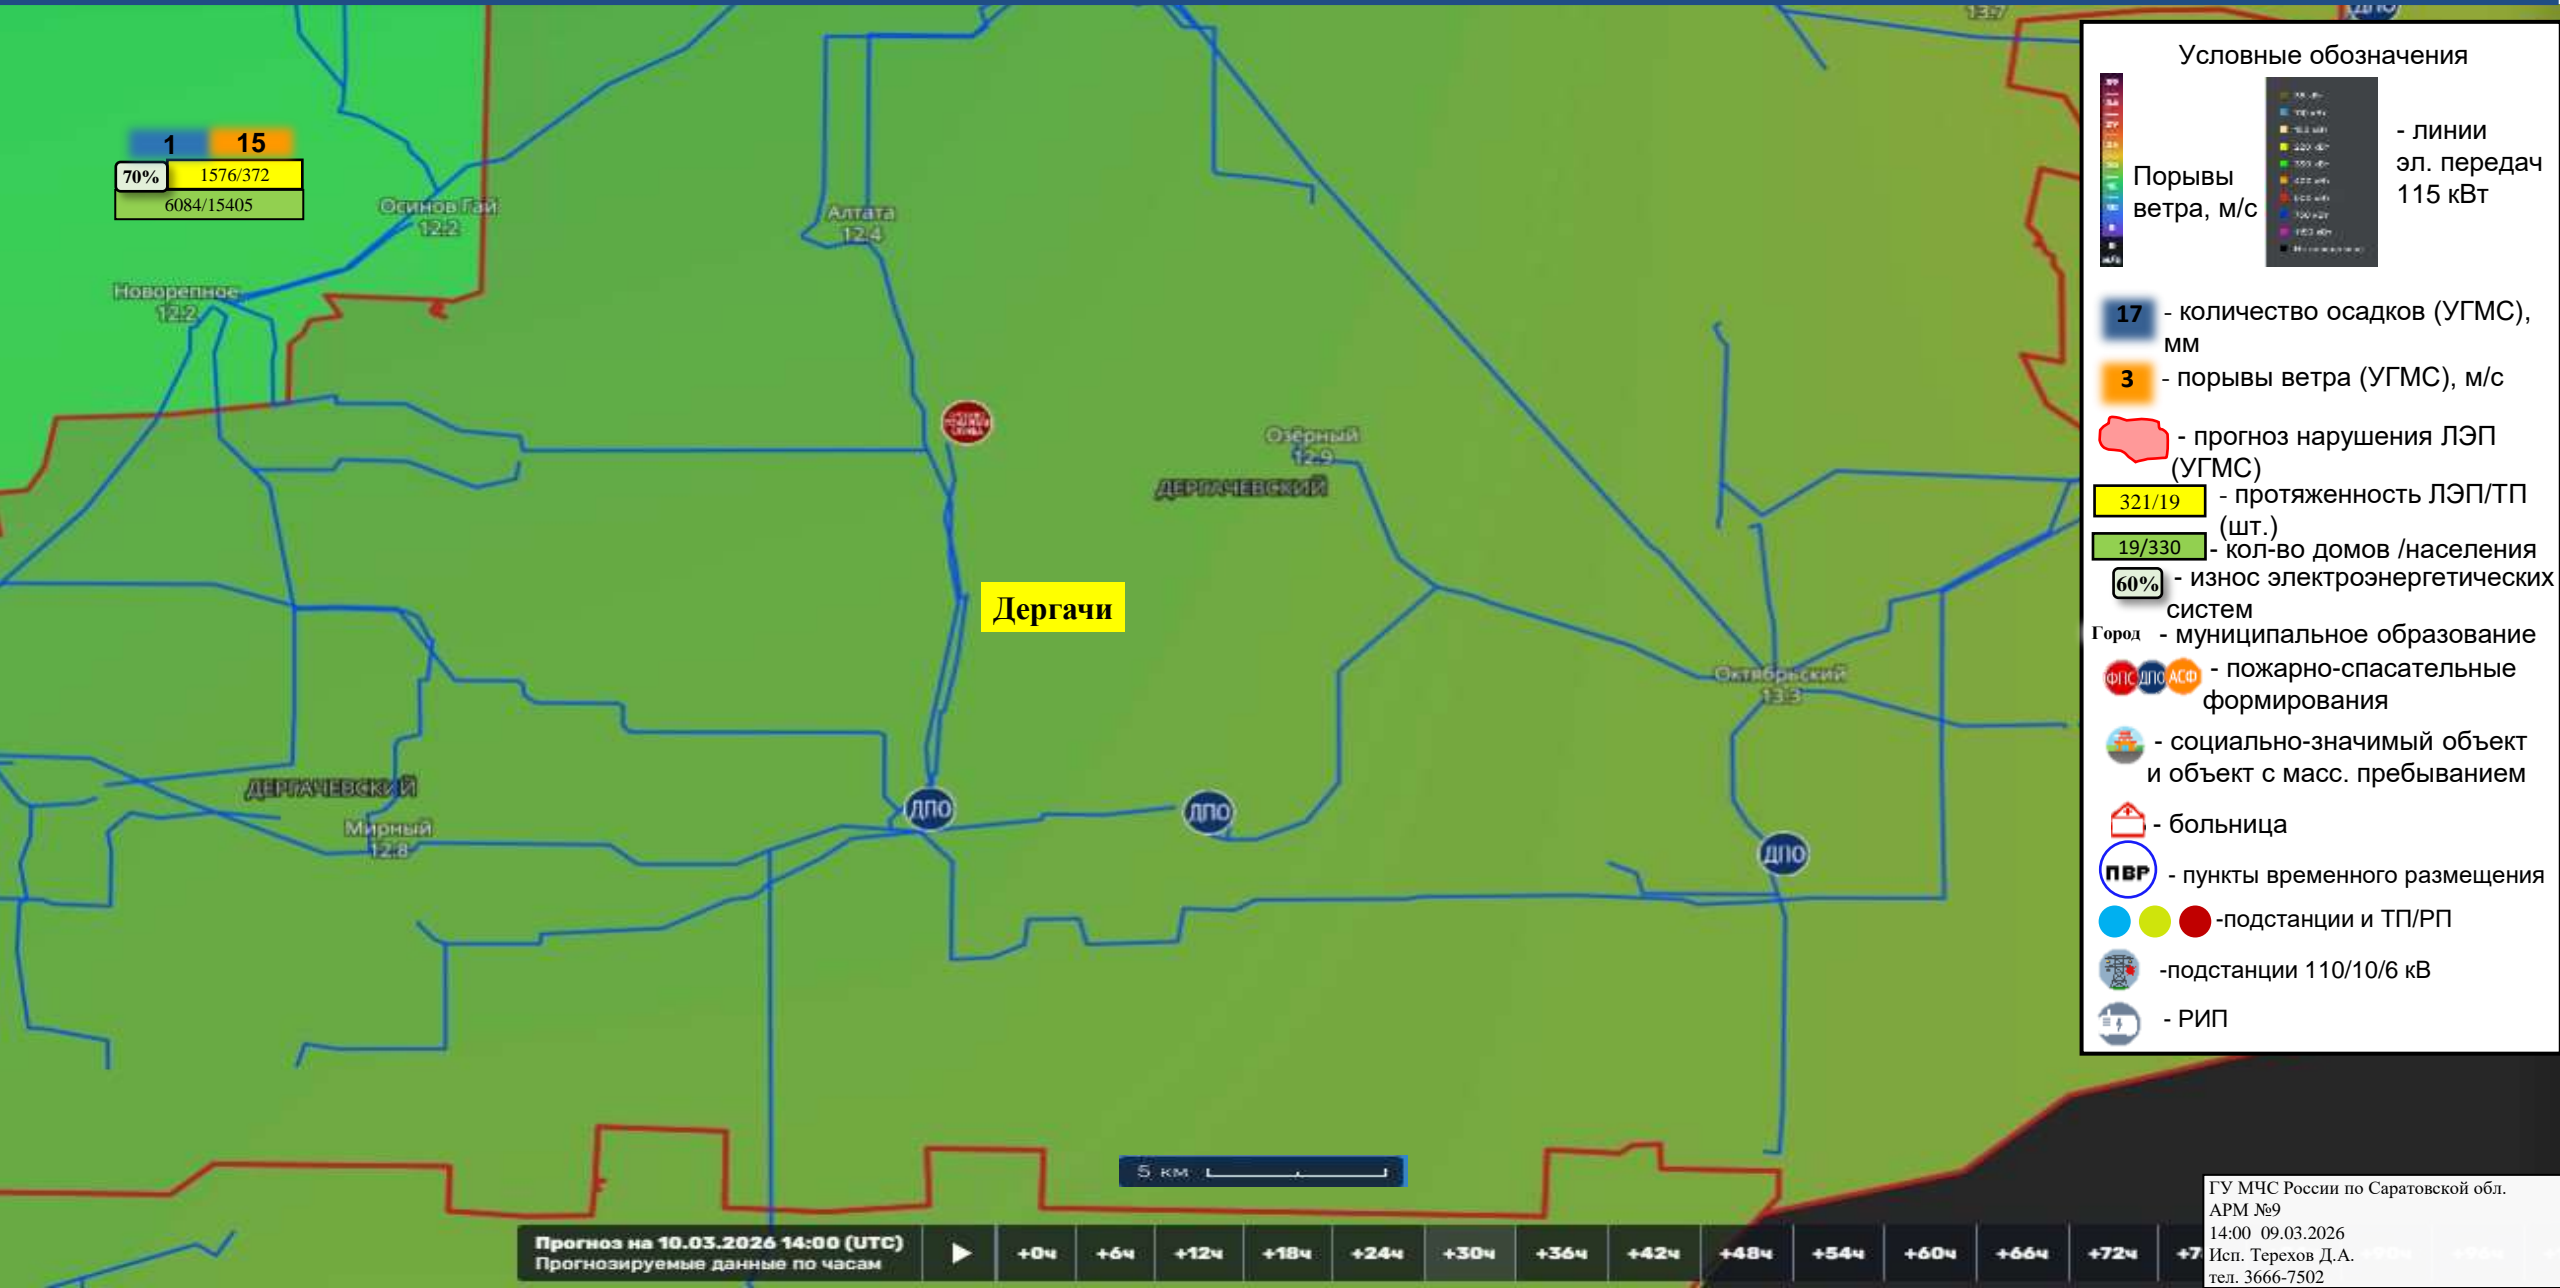 13.7
ДПО
1 15
70% 1576/372
6084/15405
Осинов Гай
12.2
Новорепное
12.2
Алтата
12.4
Озёрный
12.9
ДЕРГАЧЕВСКИЙ
Дергачи
Октябрьский
13.3
ДЕРГАЧЕВСКИЙ
Мирный
12.8
ДПО
ДПО
ДПО
5 км
Прогноз на 10.03.2026 14:00 (UTC)
Прогнозируемые данные по часам
+0ч +6ч +12ч +18ч +24ч +30ч +36ч +42ч +48ч +54ч +60ч +66ч +72ч +7
Условные обозначения
Порывы
ветра, м/с
- линии
эл. передач
115 кВт
17 - количество осадков (УГМС),
мм
3 - порывы ветра (УГМС), м/с
- прогноз нарушения ЛЭП
(УГМС)
321/19 - протяженность ЛЭП/ТП
(шт.)
19/330 - кол-во домов /населения
60% - износ электроэнергетических
систем
Город - муниципальное образование
ФПС ДПО АСФ - пожарно-спасательные
формирования
- социально-значимый объект
и объект с масс. пребыванием
- больница
ПВР - пункты временного размещения
-подстанции и ТП/РП
-подстанции 110/10/6 кВ
- РИП
ГУ МЧС России по Саратовской обл.
АРМ №9
14:00 09.03.2026
Исп. Терехов Д.А.
тел. 3666-7502